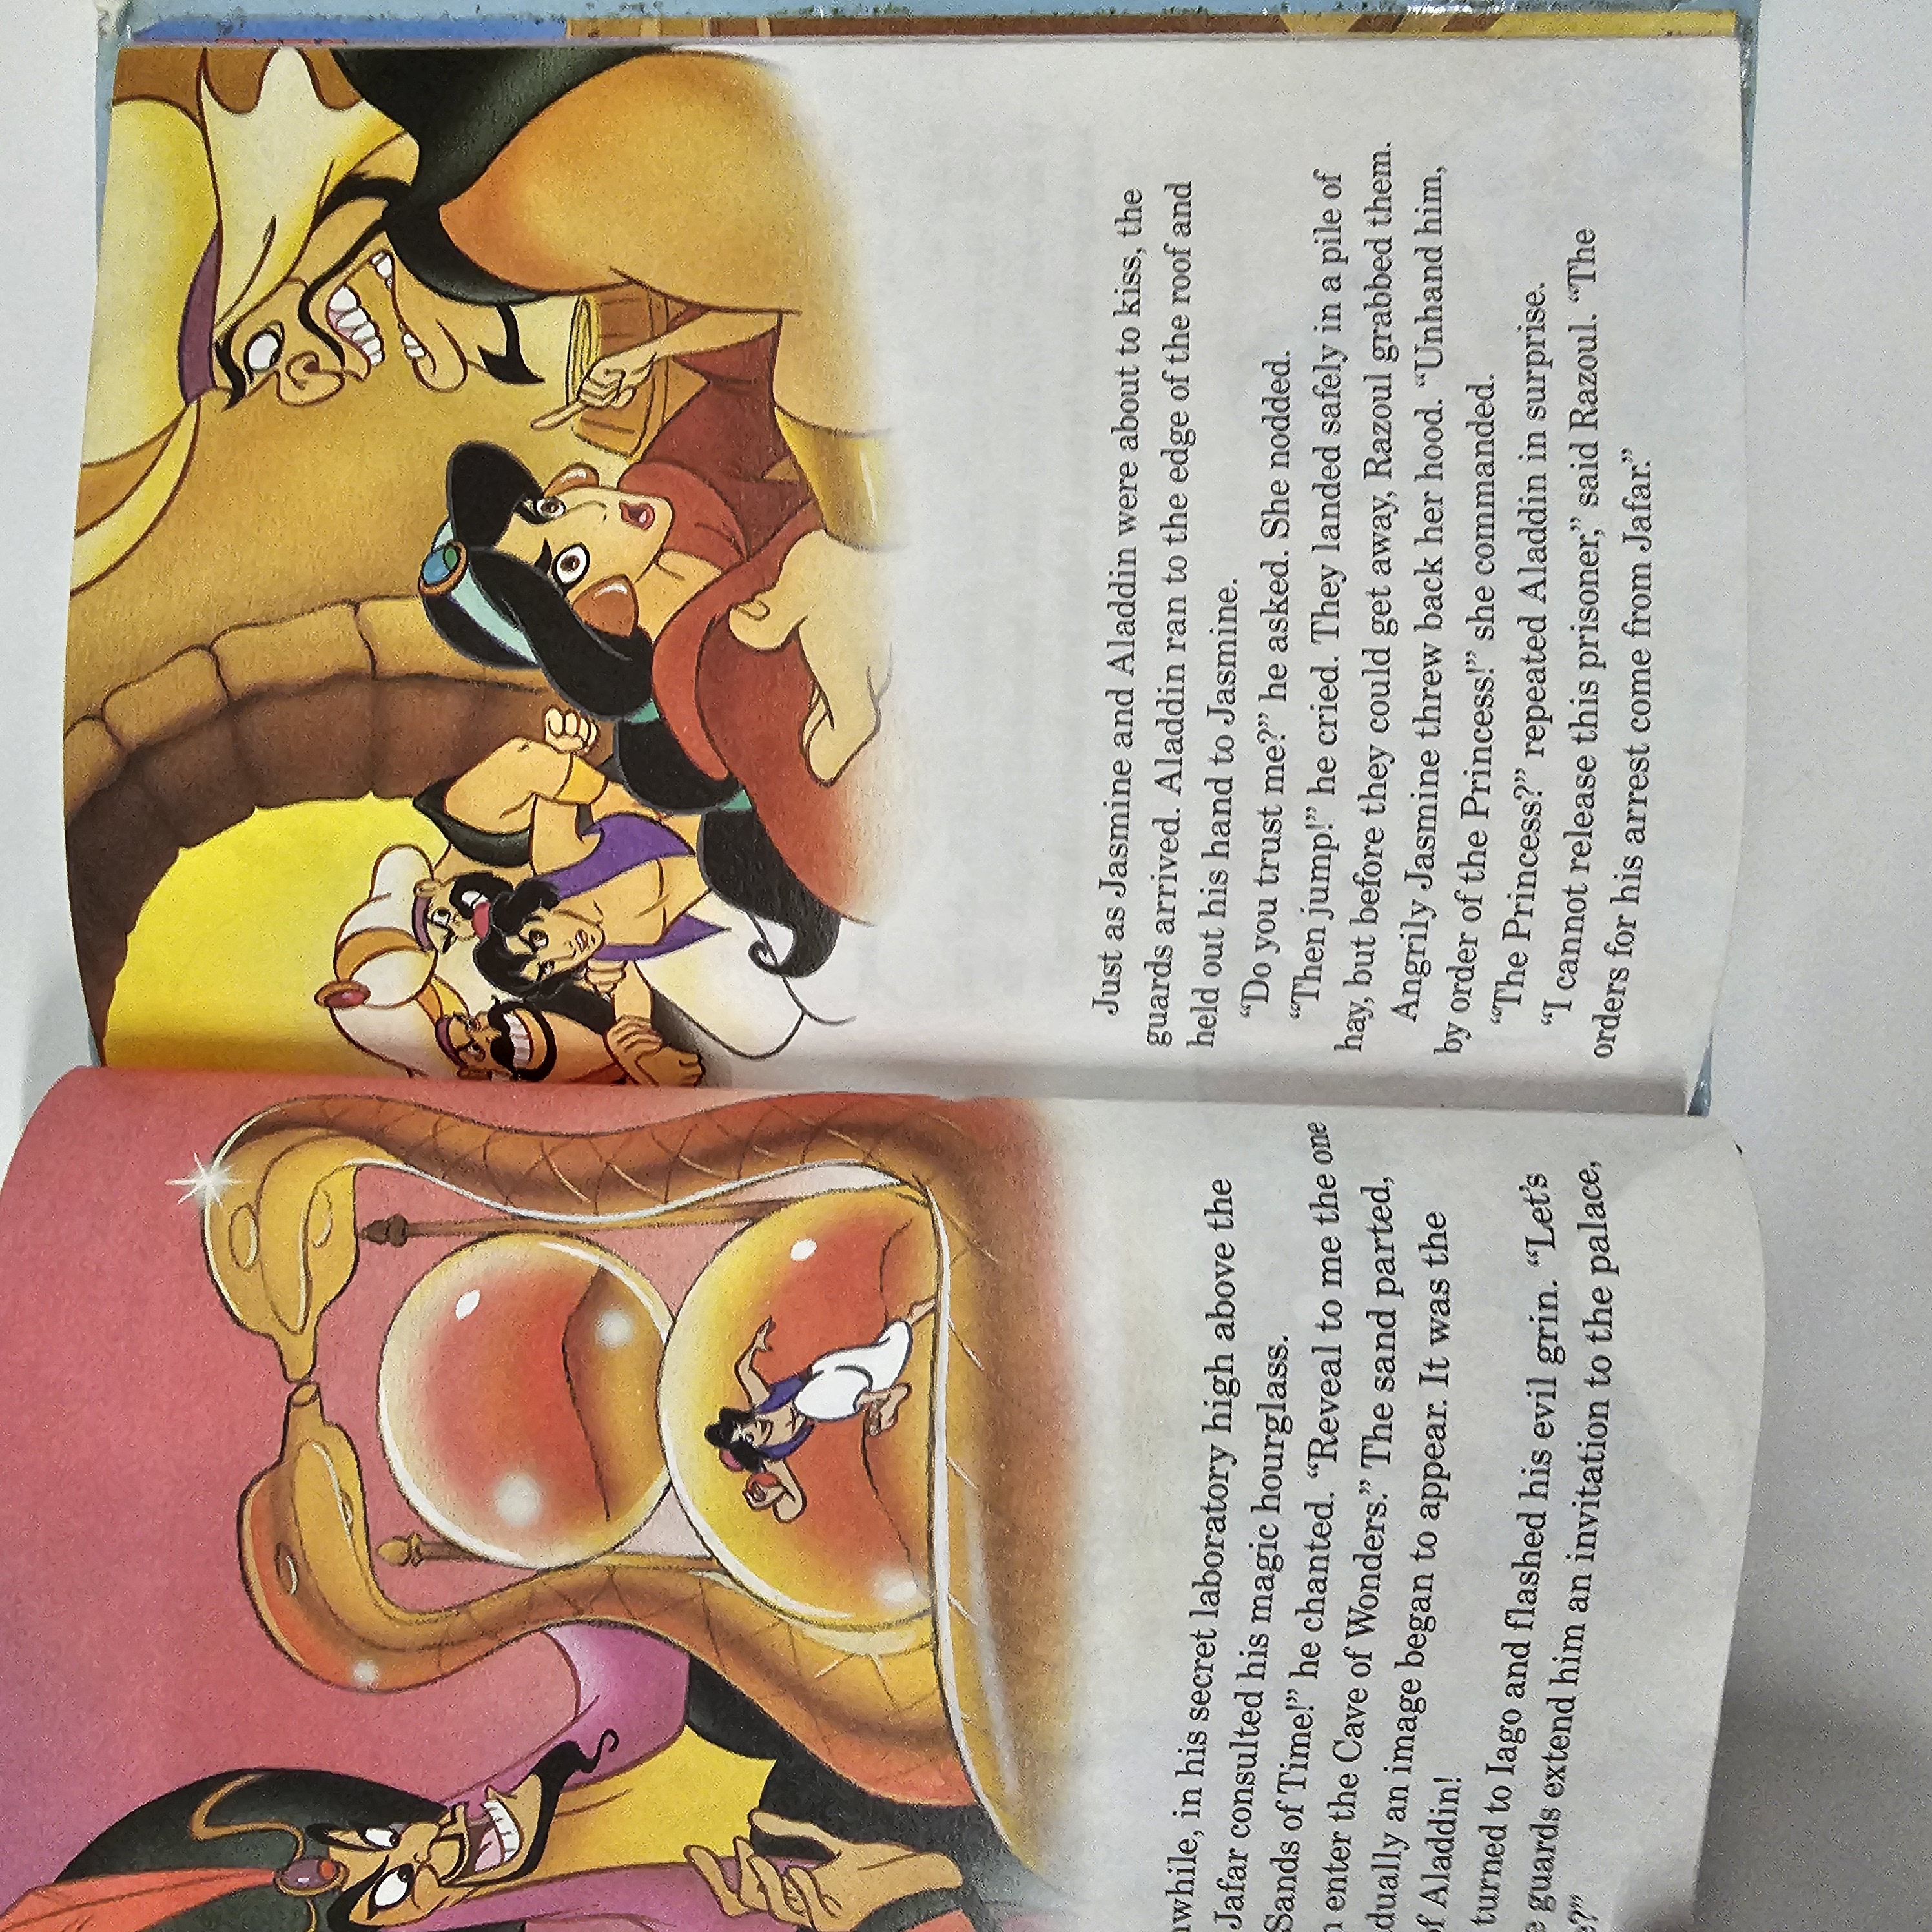 while, in his secret laboratory high above the
Jafar consulted his magic hourglass.
Sands of Time!” he chanted. “Reveal to me the one
enter the Cave of Wonders.” The sand parted,
dually an image began to appear. It was the
of Aladdin!
turned to Iago and flashed his evil grin. “Let’s
guards extend him an invitation to the palace,
?”
Just as Jasmine and Aladdin were about to kiss, the
guards arrived. Aladdin ran to the edge of the roof and
held out his hand to Jasmine.
“Do you trust me?” he asked. She nodded.
“Then jump!” he cried. They landed safely in a pile of
hay, but before they could get away, Razoul grabbed them.
Angrily Jasmine threw back her hood. “Unhand him,
by order of the Princess!” she commanded.
“The Princess?” repeated Aladdin in surprise.
“I cannot release this prisoner,” said Razoul. “The
orders for his arrest come from Jafar.”